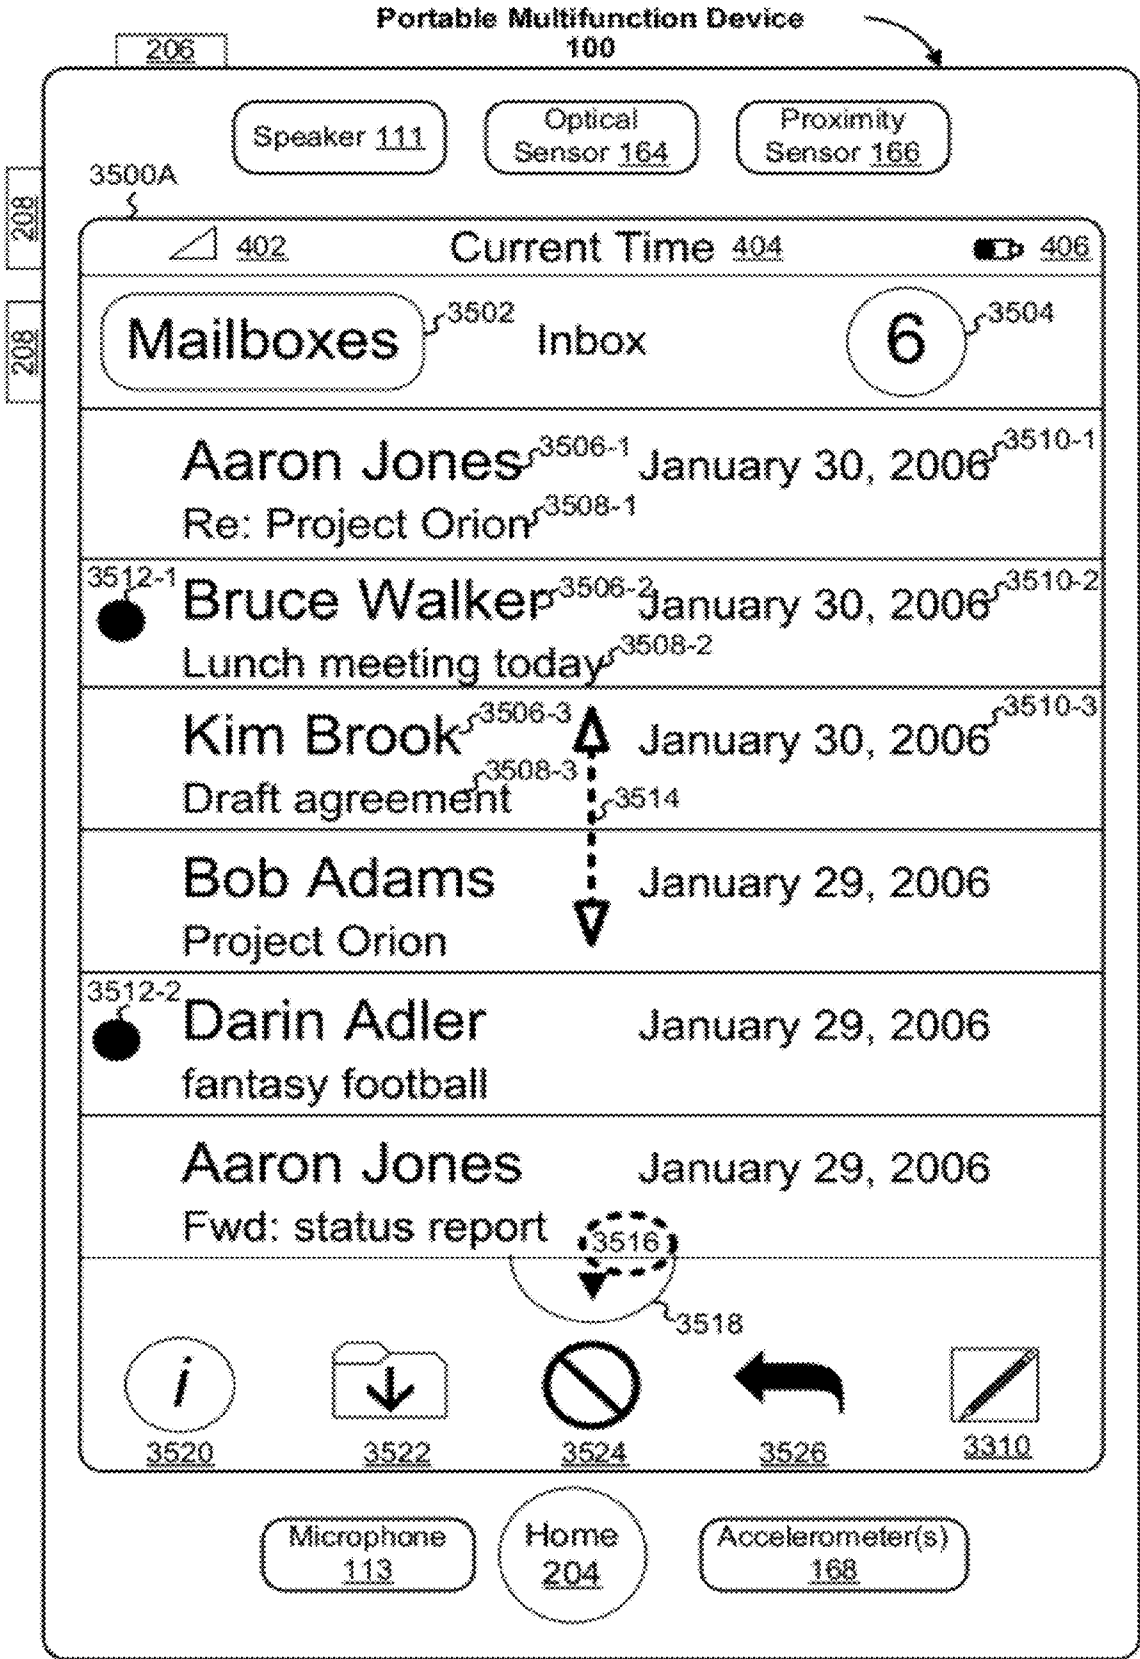 Portable Multifunction Device
100
206
Speaker 111
Optical
Sensor 164
Proximity
Sensor 166
3500A
208
208
402
Current Time 404
406
Mailboxes
3502
Inbox
6
3504
Aaron Jones 3506-1 January 30, 2006 3510-1
Re: Project Orion 3508-1
3512-1
Bruce Walker 3506-2 January 30, 2006 3510-2
Lunch meeting today 3508-2
Kim Brook 3506-3 January 30, 2006 3510-3
Draft agreement 3508-3
3514
Bob Adams January 29, 2006
Project Orion
3512-2
Darin Adler January 29, 2006
fantasy football
Aaron Jones January 29, 2006
Fwd: status report
3516
3518
i
3520 3522 3524 3526 3310
Microphone
113
Home
204
Accelerometer(s)
168